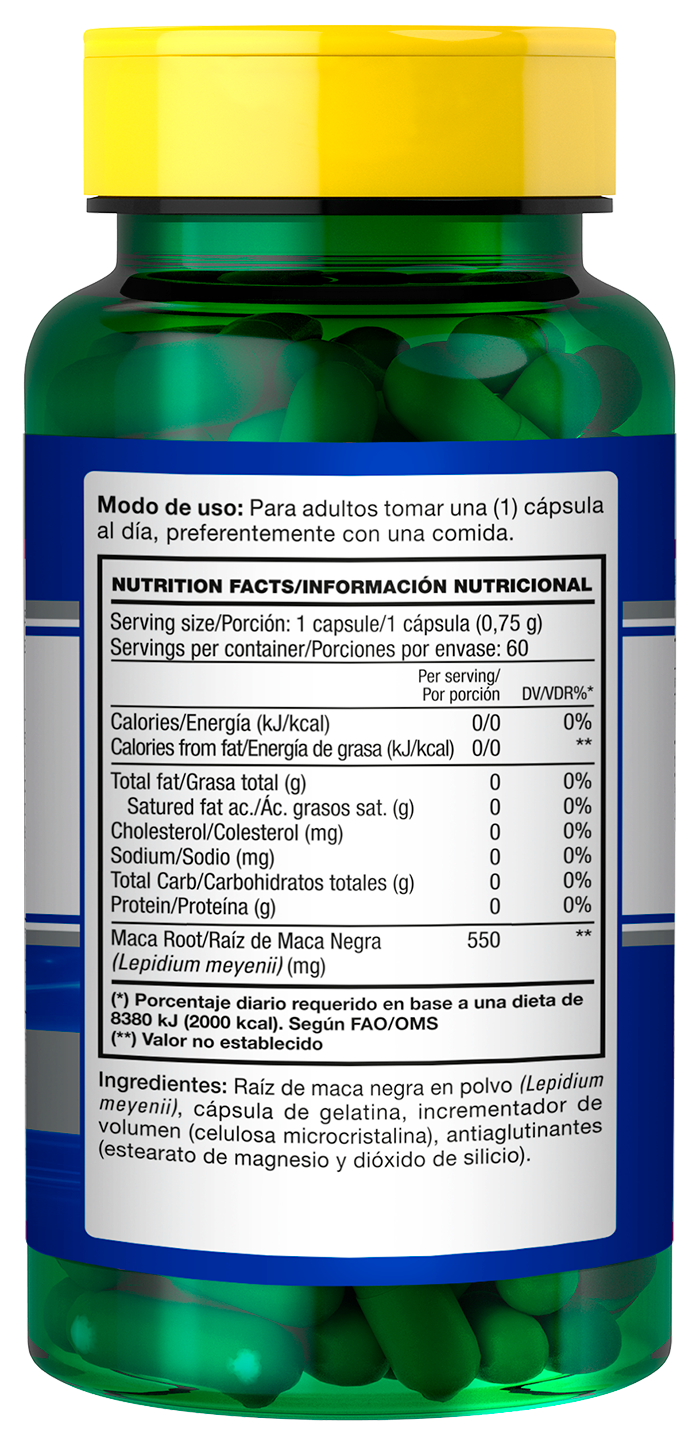 Modo de uso: Para adultos tomar una (1) cápsula
al día, preferentemente con una comida.
NUTRITION FACTS/INFORMACIÓN NUTRICIONAL
Serving size/Porción: 1 capsule/1 cápsula (0,75 g)
Servings per container/Porciones por envase: 60
Per serving/
Por porción DV/VDR%*
Calories/Energía (kJ/kcal) 0/0 0%
Calories from fat/Energía de grasa (kJ/kcal) 0/0 **
Total fat/Grasa total (g) 0 0%
Satured fat ac./Ác. grasos sat. (g) 0 0%
Cholesterol/Colesterol (mg) 0 0%
Sodium/Sodio (mg) 0 0%
Total Carb/Carbohidratos totales (g) 0 0%
Protein/Proteína (g) 0 0%
Maca Root/Raíz de Maca Negra 550 **
(Lepidium meyenii) (mg)
(*) Porcentaje diario requerido en base a una dieta de
8380 kJ (2000 kcal). Según FAO/OMS
(**) Valor no establecido
Ingredientes: Raíz de maca negra en polvo (Lepidium
meyenii), cápsula de gelatina, incrementador de
volumen (celulosa microcristalina), antiaglutinantes
(estearato de magnesio y dióxido de silicio).